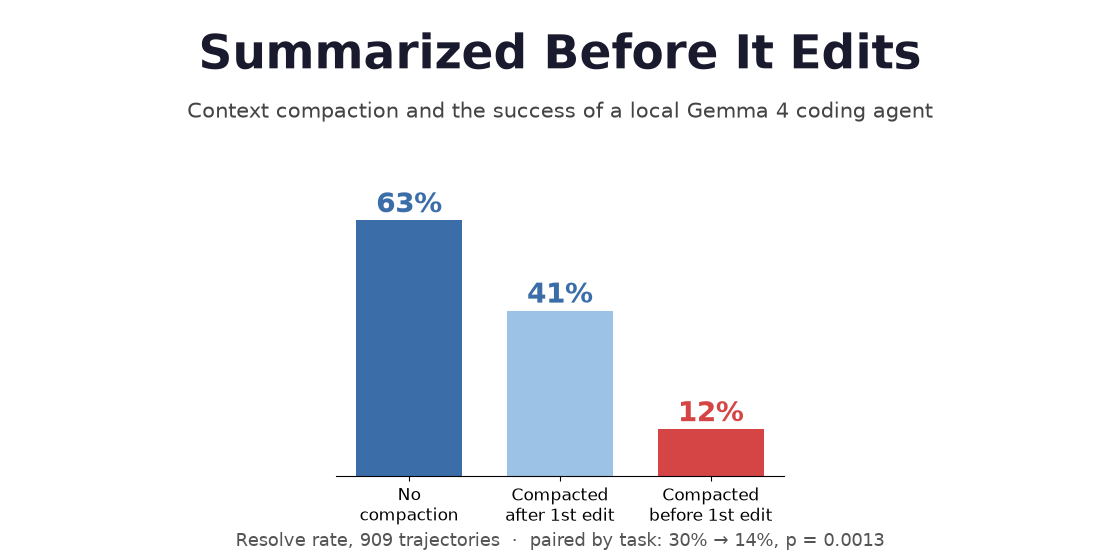 Summarized Before It Edits
Context compaction and the success of a local Gemma 4 coding agent
63%
41%
12%
No
compaction
Compacted
after 1st edit
Compacted
before 1st edit
Resolve rate, 909 trajectories · paired by task: 30% → 14%, p = 0.0013